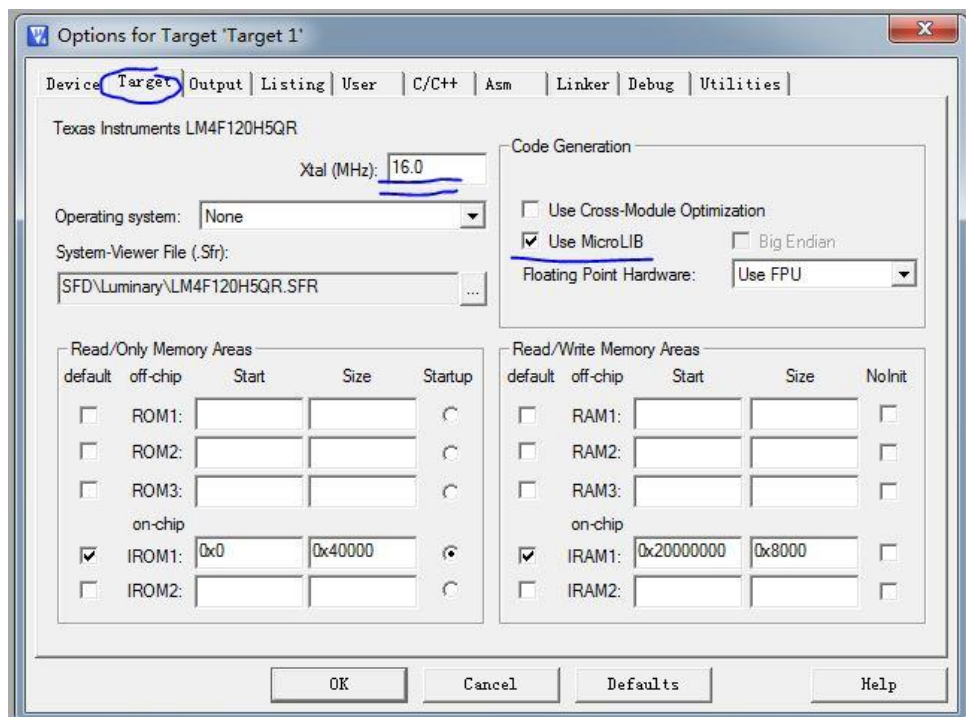 Options for Target 'Target 1'
Device Target Output Listing User C/C++ Asm Linker Debug Utilities
Texas Instruments LM4F120H5QR
Xtal (MHz): 16.0
Operating system: None
System-Viewer File (.Sfr):
SFD\Luminary\LM4F120H5QR.SFR ...
Code Generation
Use Cross-Module Optimization
Use MicroLIB Big Endian
Floating Point Hardware: Use FPU
Read/Only Memory Areas
default off-chip Start Size Startup
ROM1:
ROM2:
ROM3:
on-chip
IROM1: 0x0 0x40000
IROM2:
Read/Write Memory Areas
default off-chip Start Size NoInit
RAM1:
RAM2:
RAM3:
on-chip
IRAM1: 0x20000000 0x8000
IRAM2:
OK Cancel Defaults Help